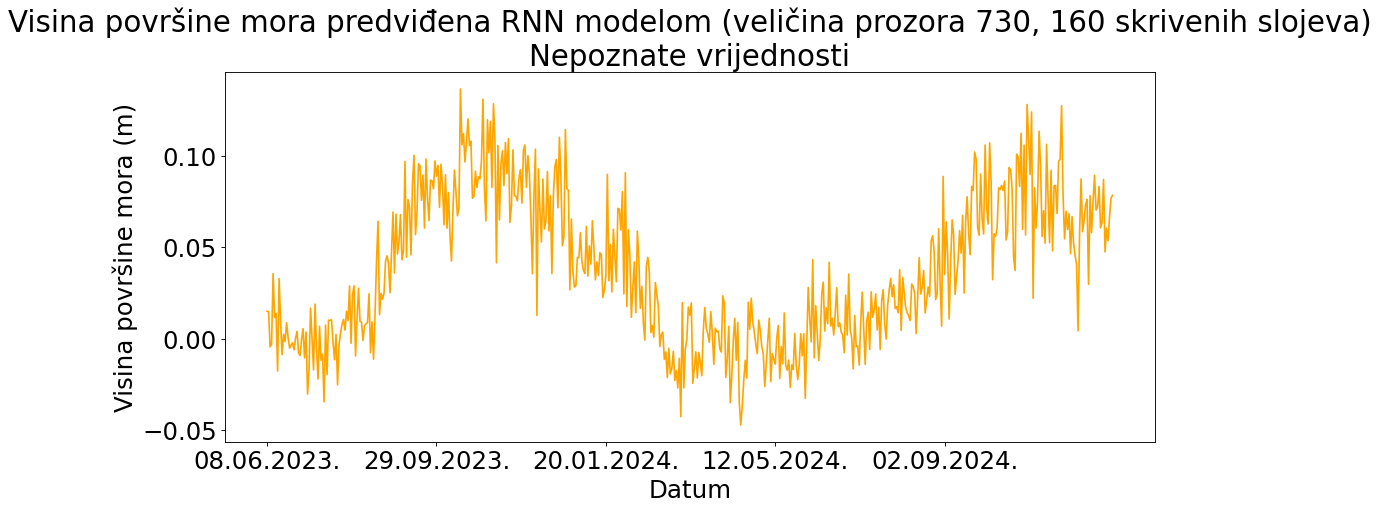 Visina površine mora predviđena RNN modelom (veličina prozora 730, 160 skrivenih slojeva)
Nepoznate vrijednosti
Visina površine mora (m)
0.10
0.05
0.00
−0.05
08.06.2023. 29.09.2023. 20.01.2024. 12.05.2024. 02.09.2024.
Datum